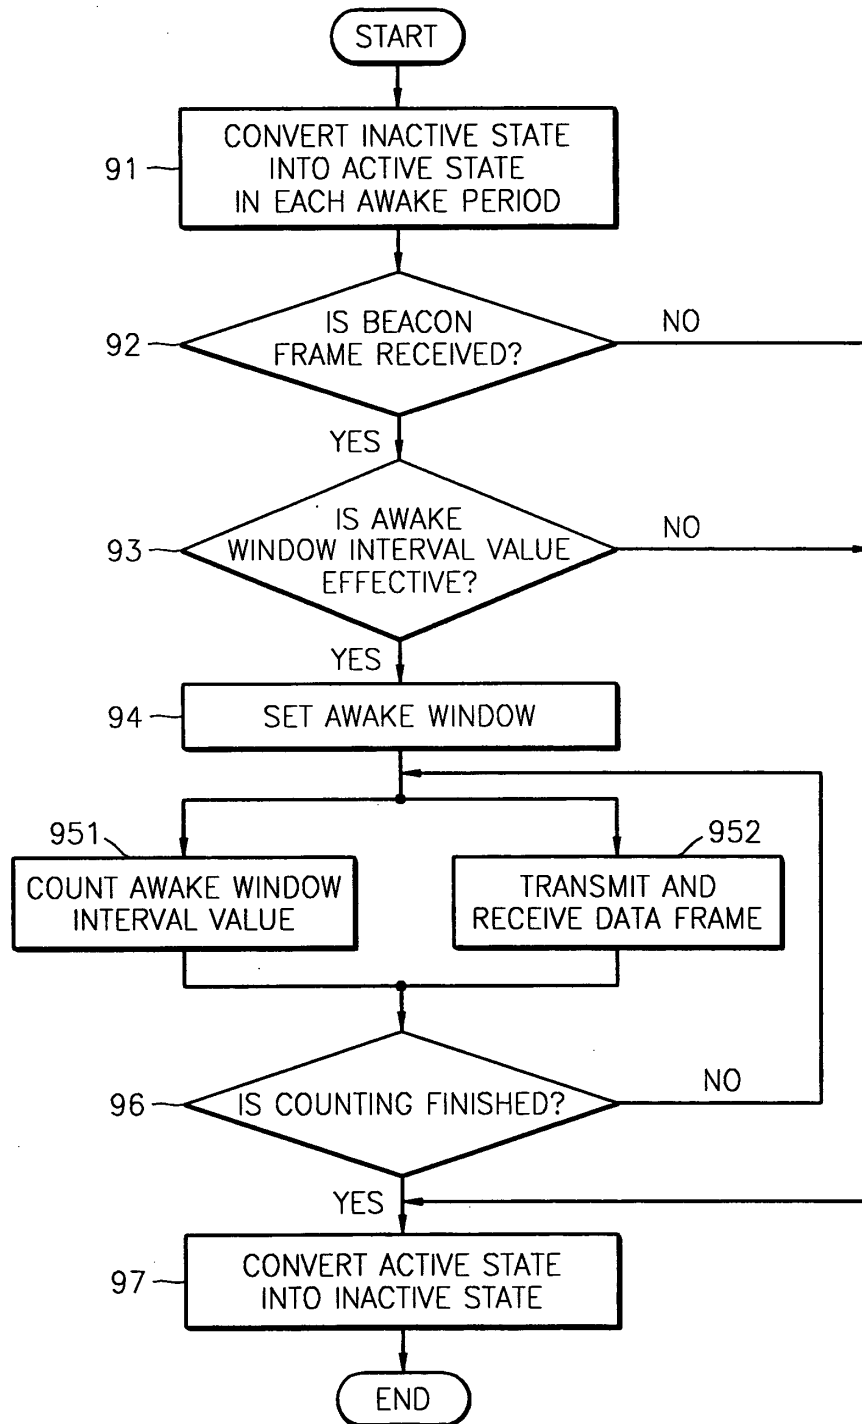 START
91
CONVERT INACTIVE STATE
INTO ACTIVE STATE
IN EACH AWAKE PERIOD
92
IS BEACON
FRAME RECEIVED?
NO
YES
93
IS AWAKE
WINDOW INTERVAL VALUE
EFFECTIVE?
NO
YES
94
SET AWAKE WINDOW
951
COUNT AWAKE WINDOW
INTERVAL VALUE
952
TRANSMIT AND
RECEIVE DATA FRAME
96
IS COUNTING FINISHED?
NO
YES
97
CONVERT ACTIVE STATE
INTO INACTIVE STATE
END